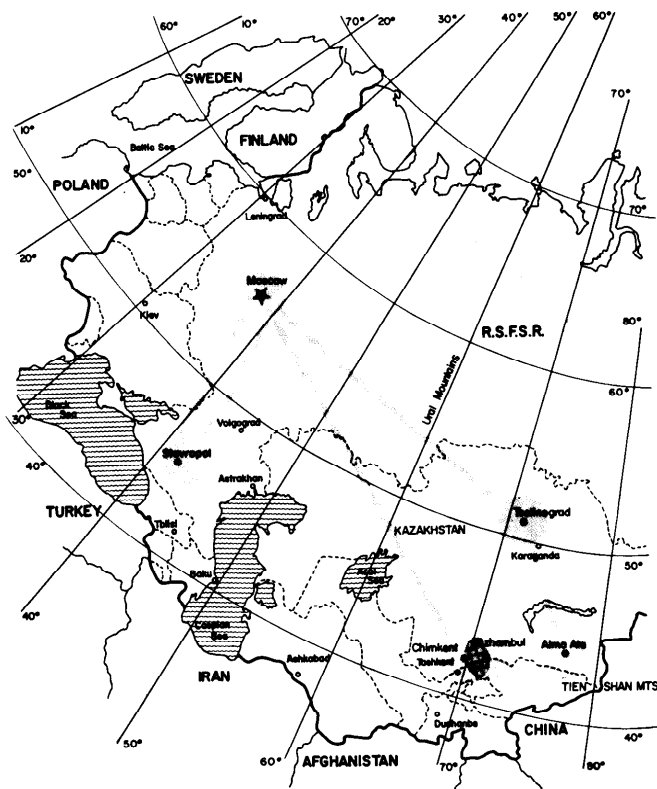 60° 10° 70° 20° 30° 40° 50° 60°
SWEDEN
70°
10°
FINLAND
Baltic Sea
50°
POLAND
70°
Leningrad
20°
Moscow
80°
Kiev
R.S.F.S.R.
Ural Mountains
60°
Black
Sea
30°
Volgograd
40°
Stawropol
Astrakhan
TURKEY
Tselinograd
Tbilisi
KAZAKHSTAN
Karaganda
50°
Baku
Aral
Sea
40°
Caspian
Sea
Chimkent
Dzhambul
Alma Ata
Tashkent
IRAN
Ashkabad
TIEN SHAN MTS
Dushanbe
50°
CHINA
40°
60°
AFGHANISTAN
70°
80°